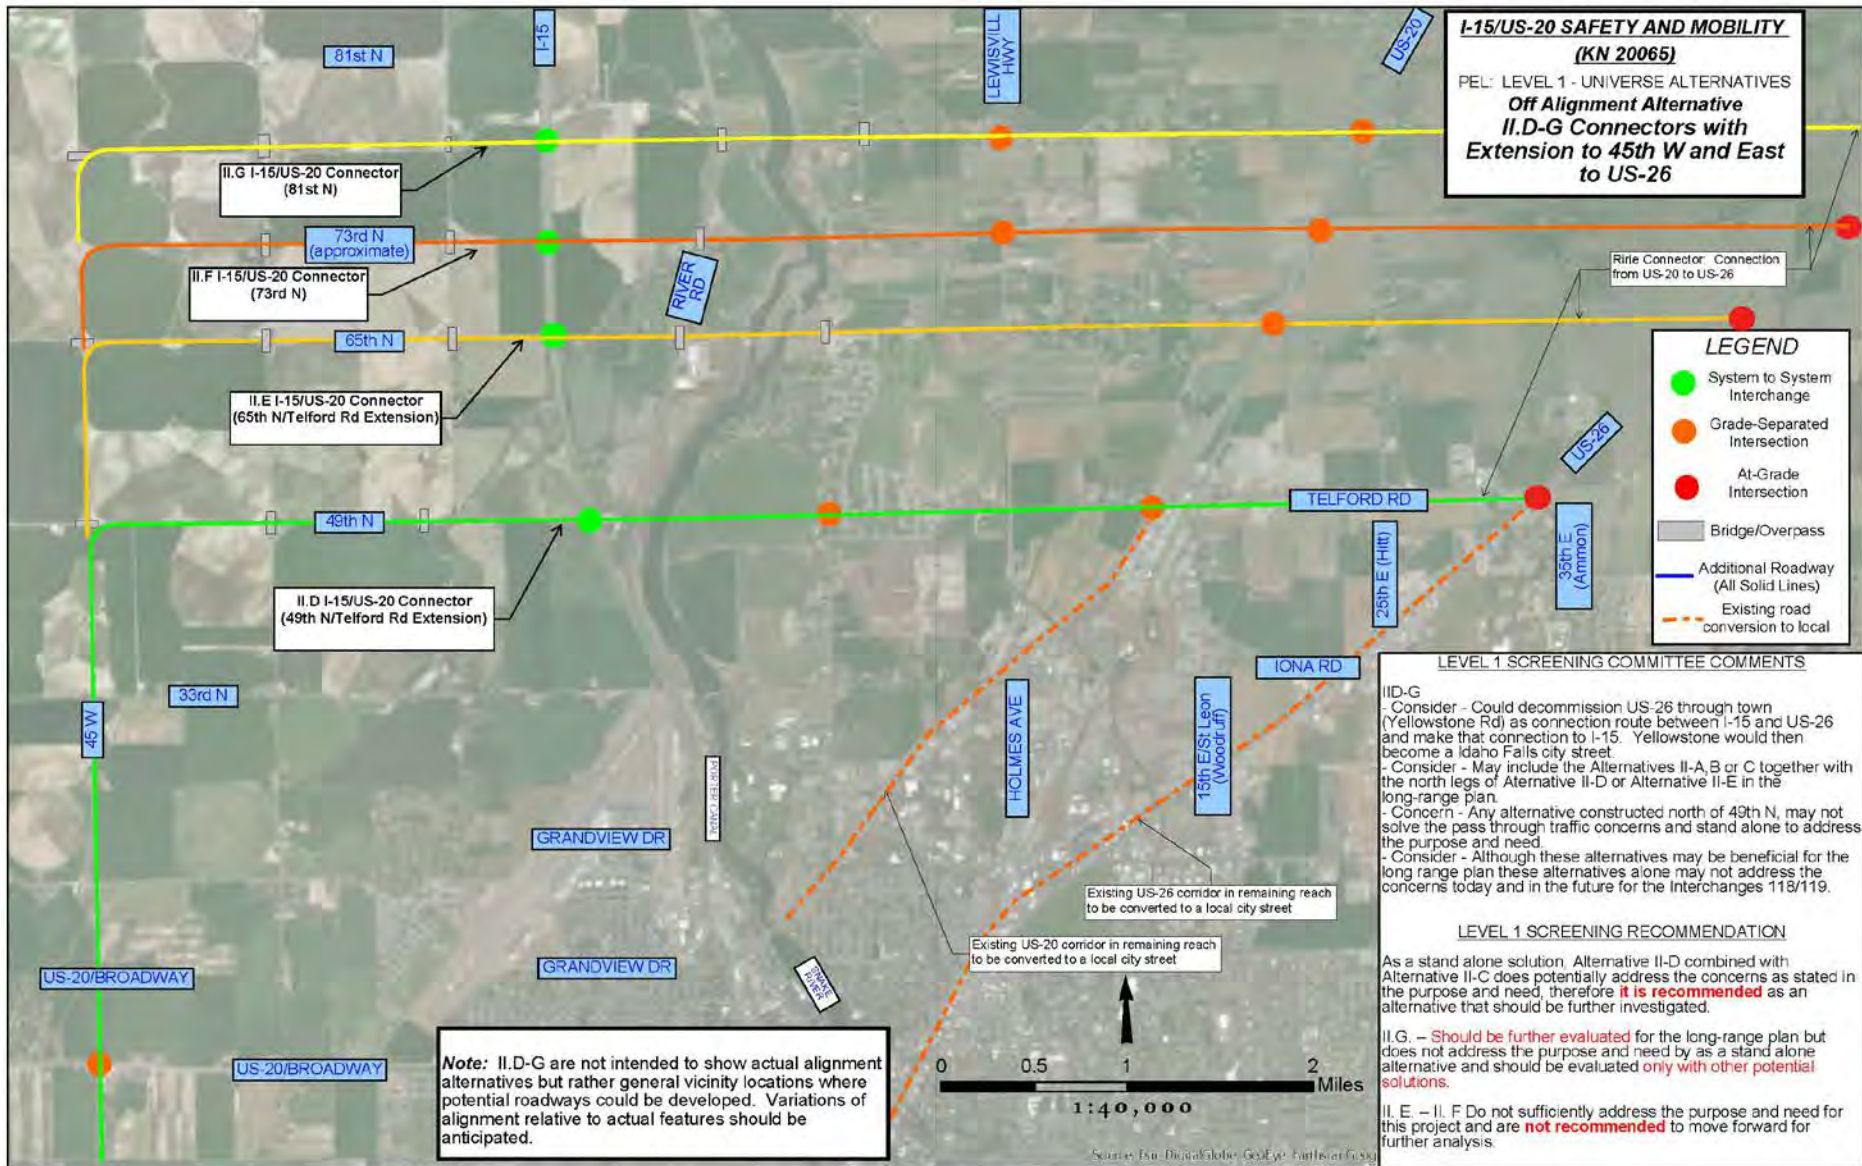 I-15/US-20 SAFETY AND MOBILITY
(KN 20065)
PEL: LEVEL 1 - UNIVERSE ALTERNATIVES
Off Alignment Alternative
II.D-G Connectors with
Extension to 45th W and East
to US-26
81st N
I-15
LEWISVILL
HWY
US-20
II.G I-15/US-20 Connector
(81st N)
73rd N
(approximate)
II.F I-15/US-20 Connector
(73rd N)
RIVER
RD
Ririe Connector: Connection
from US-20 to US-26
65th N
II.E I-15/US-20 Connector
(65th N/Telford Rd Extension)
LEGEND
System to System
Interchange
Grade-Separated
Intersection
At-Grade
Intersection
Bridge/Overpass
Additional Roadway
(All Solid Lines)
Existing road
conversion to local
US-26
TELFORD RD
49th N
25th E (Hitt)
35th E
(Ammon)
II.D I-15/US-20 Connector
(49th N/Telford Rd Extension)
IONA RD
33rd N
45 W
HOLMES AVE
15th E/St Leon
(Woodruff)
PORTER CANAL
GRANDVIEW DR
Existing US-26 corridor in remaining reach
to be converted to a local city street
Existing US-20 corridor in remaining reach
to be converted to a local city street
US-20/BROADWAY
GRANDVIEW DR
SNAKE
RIVER
US-20/BROADWAY
Note: II.D-G are not intended to show actual alignment
alternatives but rather general vicinity locations where
potential roadways could be developed. Variations of
alignment relative to actual features should be
anticipated.
0 0.5 1 2
Miles
1:40,000
Source: Esri, DigitalGlobe, GeoEye, Earthstar Geog
LEVEL 1 SCREENING COMMITTEE COMMENTS
IID-G
- Consider - Could decommission US-26 through town
(Yellowstone Rd) as connection route between I-15 and US-26
and make that connection to I-15. Yellowstone would then
become a Idaho Falls city street.
- Consider - May include the Alternatives II-A,B or C together with
the north legs of Aternative II-D or Alternative II-E in the
long-range plan.
- Concern - Any alternative constructed north of 49th N, may not
solve the pass through traffic concerns and stand alone to address
the purpose and need.
- Consider - Although these alternatives may be beneficial for the
long range plan these alternatives alone may not address the
concerns today and in the future for the Interchanges 118/119.
LEVEL 1 SCREENING RECOMMENDATION
As a stand alone solution, Alternative II-D combined with
Alternative II-C does potentially address the concerns as stated in
the purpose and need, therefore it is recommended as an
alternative that should be further investigated.
II.G. – Should be further evaluated for the long-range plan but
does not address the purpose and need by as a stand alone
alternative and should be evaluated only with other potential
solutions.
II. E. – II. F Do not sufficiently address the purpose and need for
this project and are not recommended to move forward for
further analysis.